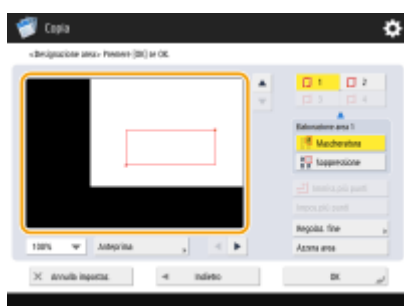 Copia
<Designazione area> Premere [OK] se OK.
1
2
3
4
Elaborazione area 1:
Mascheratura
Soppressione
Imposta più punti
Regolaz. fine
Azzera area
100%
Anteprima
Annulla impostaz.
Indietro
OK